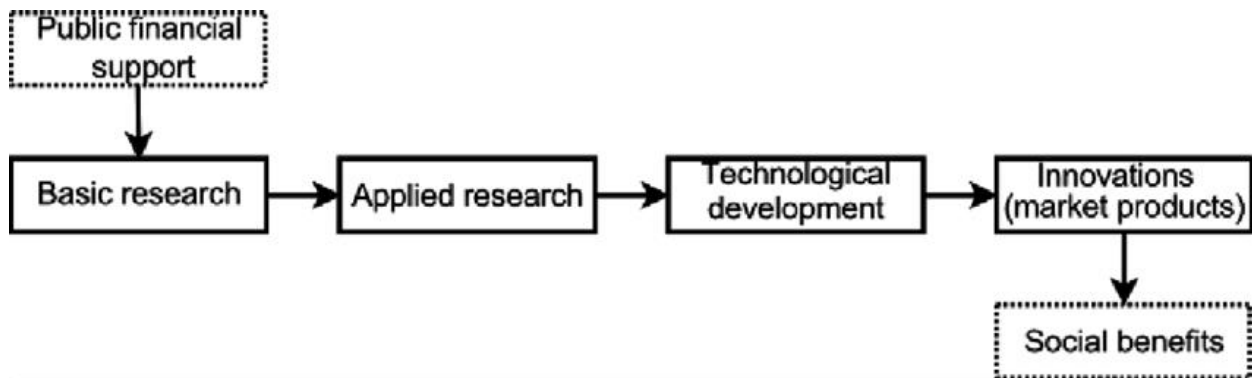 Public financial
support
Basic research
Applied research
Technological
development
Innovations
(market products)
Social benefits